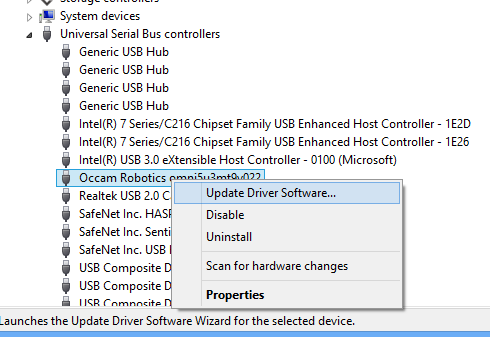 System devices
Universal Serial Bus controllers
Generic USB Hub
Generic USB Hub
Generic USB Hub
Generic USB Hub
Intel(R) 7 Series/C216 Chipset Family USB Enhanced Host Controller - 1E2D
Intel(R) 7 Series/C216 Chipset Family USB Enhanced Host Controller - 1E26
Intel(R) USB 3.0 eXtensible Host Controller - 0100 (Microsoft)
Occam Robotics omni5u3mt9v022
Realtek USB 2.0 C
SafeNet Inc. HASP
SafeNet Inc. Senti
SafeNet Inc. USB
USB Composite D
USB Composite D
USB Composite D
Update Driver Software...
Disable
Uninstall
Scan for hardware changes
Properties
Launches the Update Driver Software Wizard for the selected device.